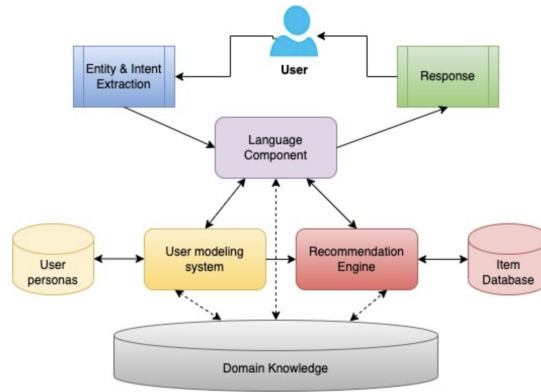 User
Entity & Intent
Extraction
Response
Language
Component
User
personas
User modeling
system
Recommendation
Engine
Item
Database
Domain Knowledge